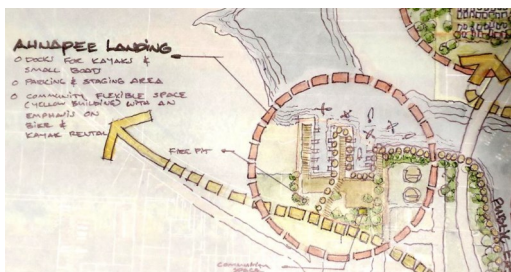 AHNAPEE LANDING
O DOCKS FOR KAYAKS &
SMALL BOATS
O PARKING & STAGING AREA
O COMMUNITY FLEXIBLE SPACE
(YELLOW BUILDING) WITH AN
EMPHASIS ON
BIKE &
KAYAK RENTAL
FIRE PIT
SPACE